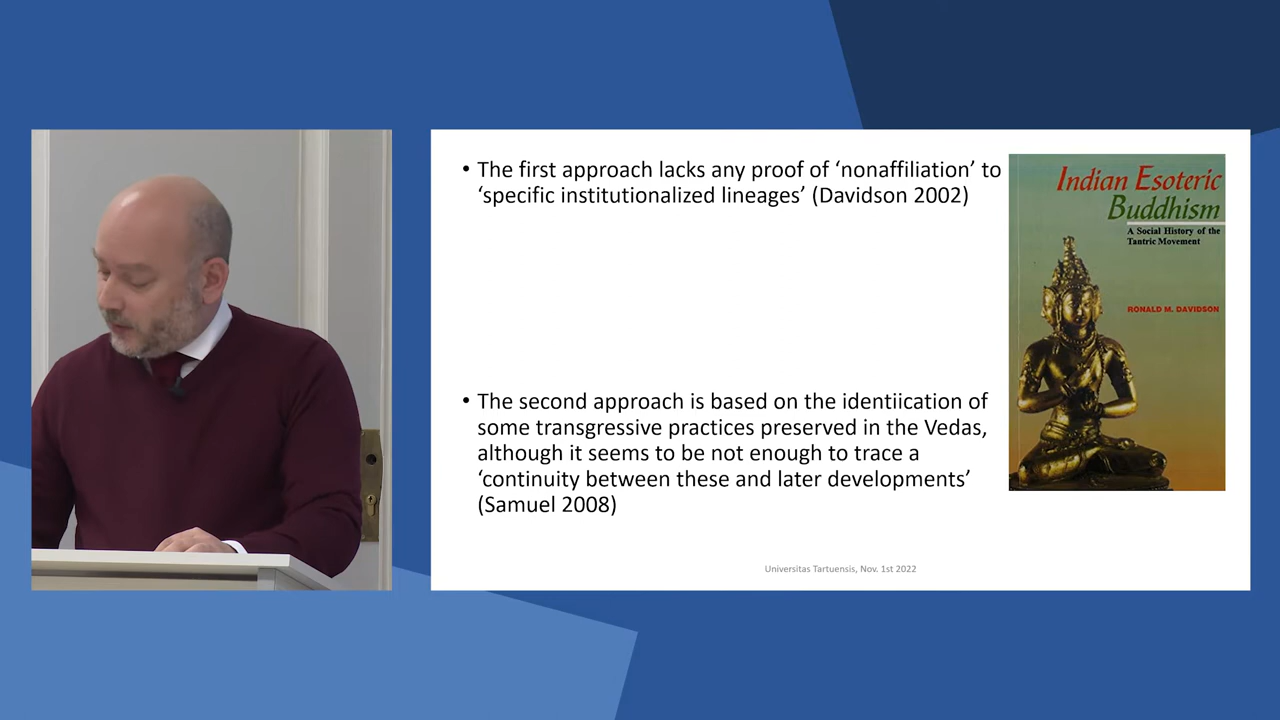 • The first approach lacks any proof of ‘nonaffiliation’ to
‘specific institutionalized lineages’ (Davidson 2002)
Indian Esoteric
Buddhism
A Social History of the
Tantric Movement
RONALD M. DAVIDSON
• The second approach is based on the identiication of
some transgressive practices preserved in the Vedas,
although it seems to be not enough to trace a
‘continuity between these and later developments’
(Samuel 2008)
Universitas Tartuensis, Nov. 1st 2022